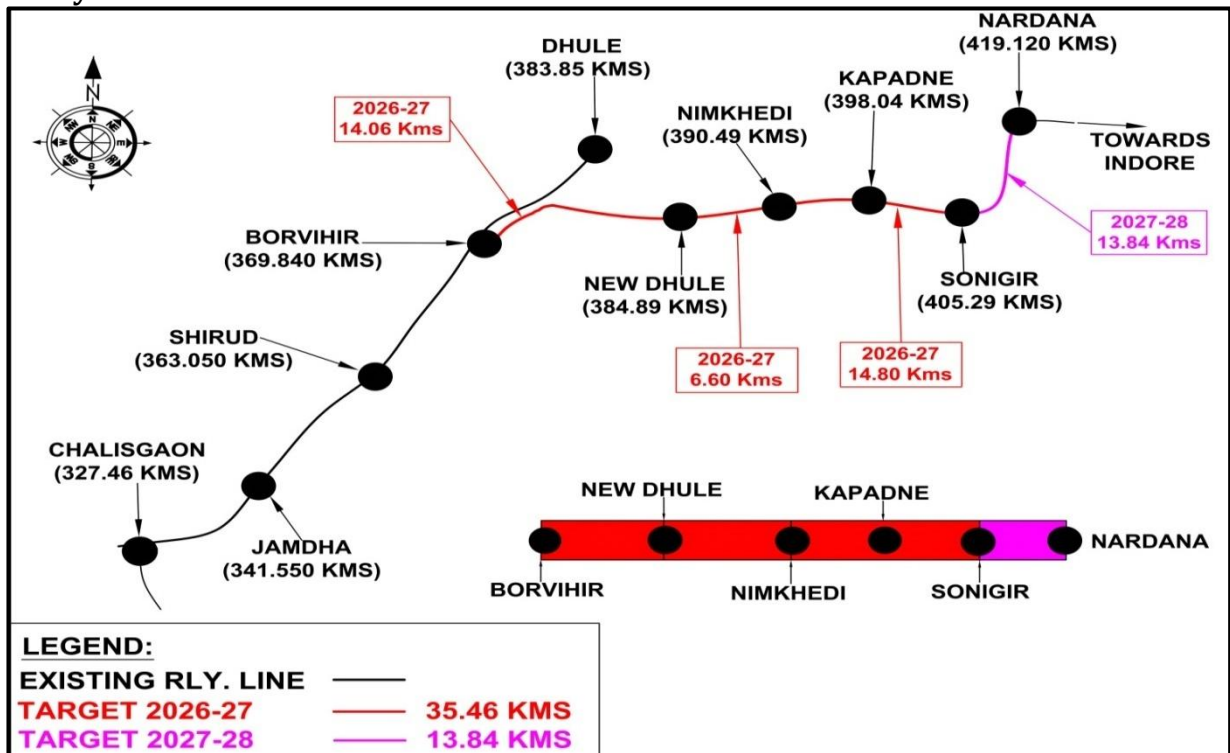 NARDANA
(419.120 KMS)
DHULE
(383.85 KMS)
KAPADNE
(398.04 KMS)
N
2026-27
14.06 Kms
NIMKHEDI
(390.49 KMS)
TOWARDS
INDORE
N
NE
E
SE
S
SW
W
NW
BORVIHIR
(369.840 KMS)
2027-28
13.84 Kms
NEW DHULE
(384.89 KMS)
SONIGIR
(405.29 KMS)
SHIRUD
(363.050 KMS)
2026-27
6.60 Kms
2026-27
14.80 Kms
CHALISGAON
(327.46 KMS)
JAMDHA
(341.550 KMS)
NEW DHULE
KAPADNE
NARDANA
BORVIHIR
NIMKHEDI
SONIGIR
LEGEND:
EXISTING RLY. LINE
TARGET 2026-27 35.46 KMS
TARGET 2027-28 13.84 KMS